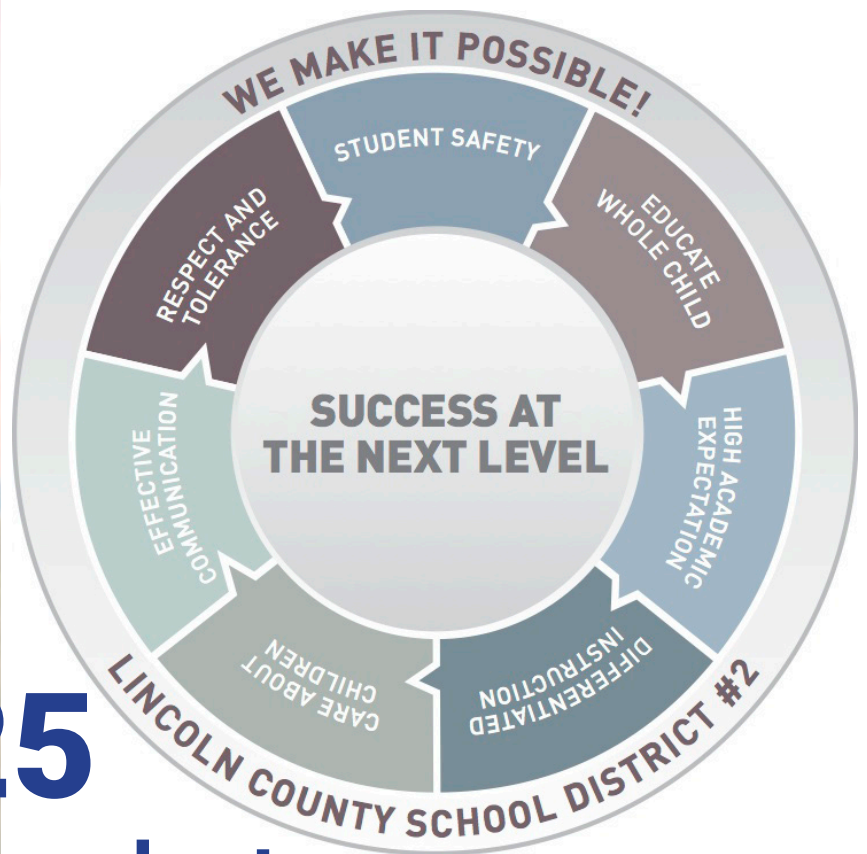 WE MAKE IT POSSIBLE!
STUDENT SAFETY
EDUCATE
WHOLE CHILD
HIGH ACADEMIC
EXPECTATION
DIFFERENTIATED
INSTRUCTION
CARE ABOUT
CHILDREN
EFFECTIVE
COMMUNICATION
RESPECT AND
TOLERANCE
SUCCESS AT
THE NEXT LEVEL
LINCOLN COUNTY SCHOOL DISTRICT #2